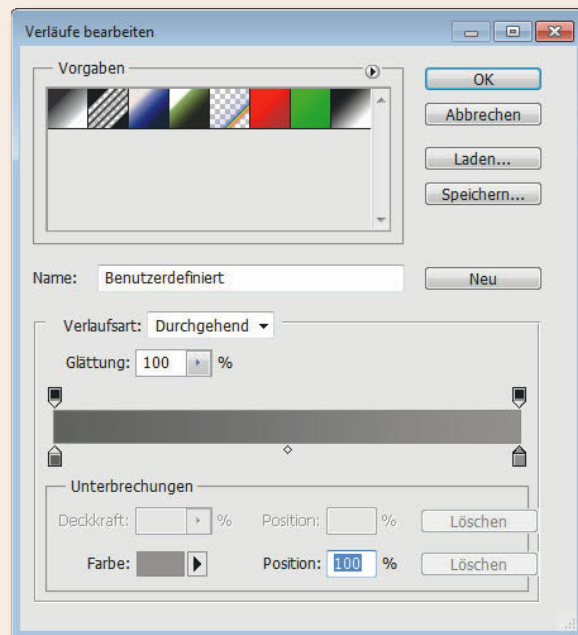 Verläufe bearbeiten
Vorgaben
OK
Abbrechen
Laden...
Speichern...
Name: Benutzerdefiniert Neu
Verlaufsart: Durchgehend
Glättung: 100 %
Unterbrechungen
Deckkraft: % Position: % Löschen
Farbe: Position: 100 % Löschen